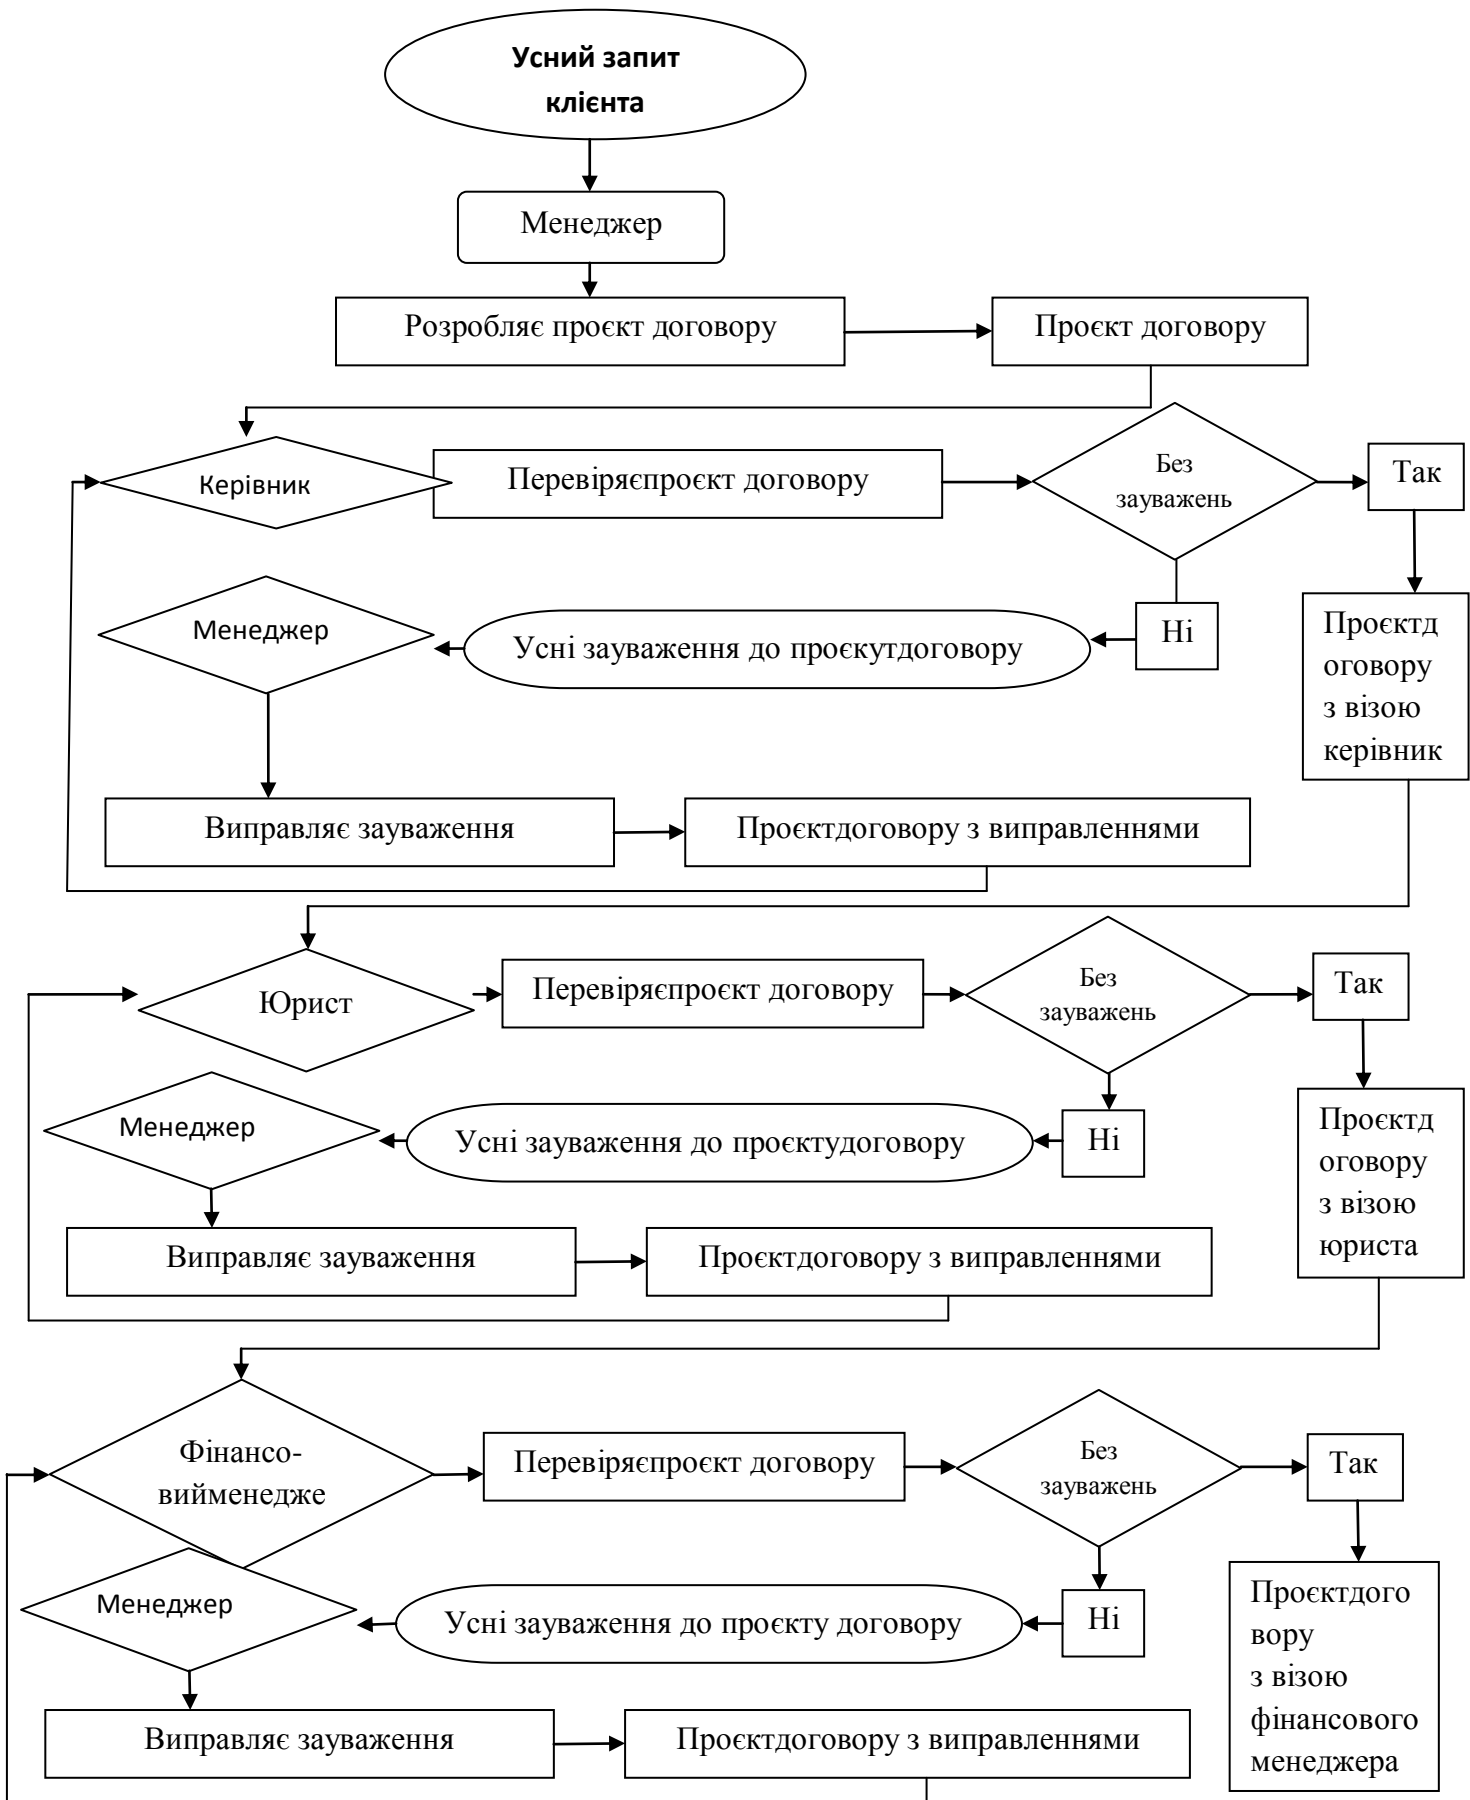 Усний запит
клієнта
Менеджер
Розробляє проєкт договору
Проєкт договору
Керівник
Перевіряєпроєкт договору
Без
зауважень
Так
Менеджер
Усні зауваження до проєкутдоговору
Ні
Проєктд
оговору
з візою
керівник
Виправляє зауваження
Проєктдоговору з виправленнями
Юрист
Перевіряєпроєкт договору
Без
зауважень
Так
Менеджер
Усні зауваження до проєктудоговору
Ні
Проєктд
оговору
з візою
юриста
Виправляє зауваження
Проєктдоговору з виправленнями
Фінансо-
вийменедже
Перевіряєпроєкт договору
Без
зауважень
Так
Менеджер
Усні зауваження до проєкту договору
Ні
Проєктдого
вору
з візою
фінансового
менеджера
Виправляє зауваження
Проєктдоговору з виправленнями